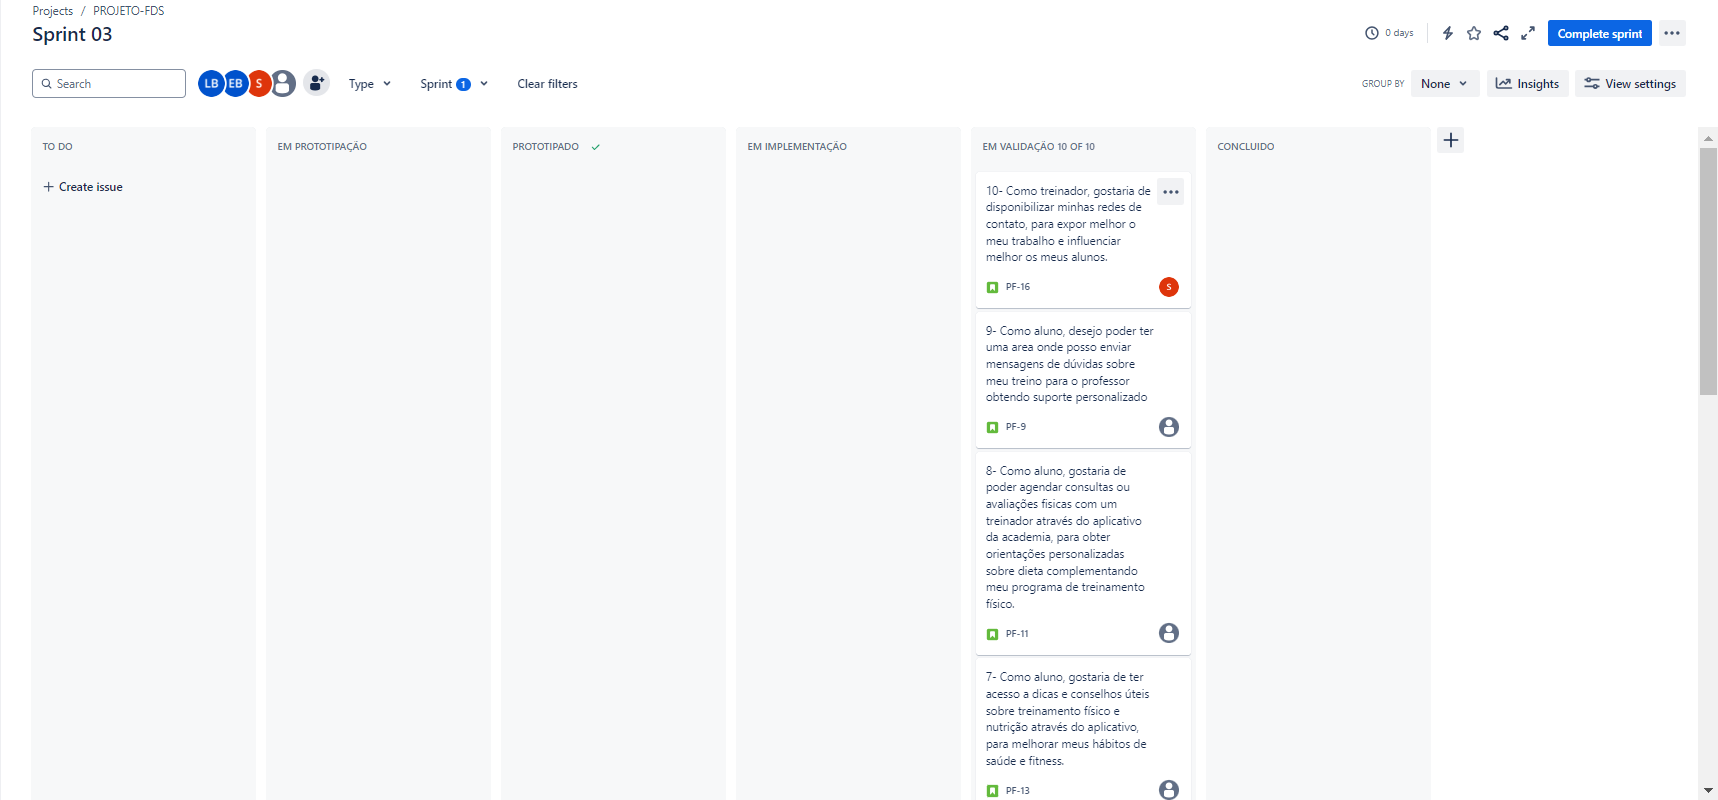 Projects / PROJETO-FDS
Sprint 03
0 days
Complete sprint
Search
LB EB S
Type
Sprint 1
Clear filters
GROUP BY
None
Insights
View settings
TO DO
+ Create issue
EM PROTOTIPAÇÃO
PROTOTIPADO
EM IMPLEMENTAÇÃO
EM VALIDAÇÃO 10 OF 10
10- Como treinador, gostaria de
disponibilizar minhas redes de
contato, para expor melhor o
meu trabalho e influenciar
melhor os meus alunos.
PF-16
S
9- Como aluno, desejo poder ter
uma area onde posso enviar
mensagens de dúvidas sobre
meu treino para o professor
obtendo suporte personalizado
PF-9
8- Como aluno, gostaria de
poder agendar consultas ou
avaliações fisicas com um
treinador através do aplicativo
da academia, para obter
orientações personalizadas
sobre dieta complementando
meu programa de treinamento
físico.
PF-11
7- Como aluno, gostaria de ter
acesso a dicas e conselhos úteis
sobre treinamento físico e
nutrição através do aplicativo,
para melhorar meus hábitos de
saúde e fitness.
PF-13
CONCLUIDO